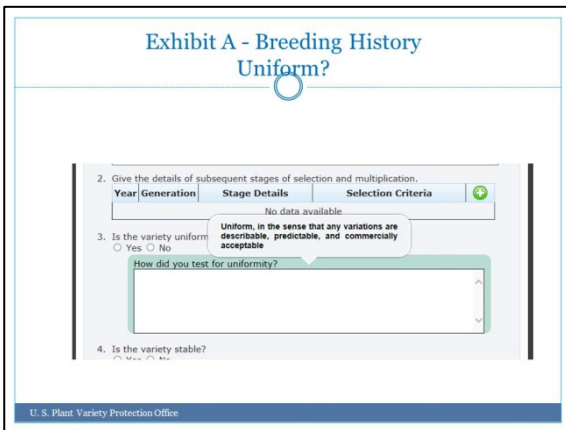 Exhibit A - Breeding History
Uniform?
2. Give the details of subsequent stages of selection and multiplication.
Year Generation Stage Details Selection Criteria
No data available
3. Is the variety uniform
Uniform, in the sense that any variations are
describable, predictable, and commercially
acceptable
Yes No
How did you test for uniformity?
4. Is the variety stable?
Yes No
U. S. Plant Variety Protection Office